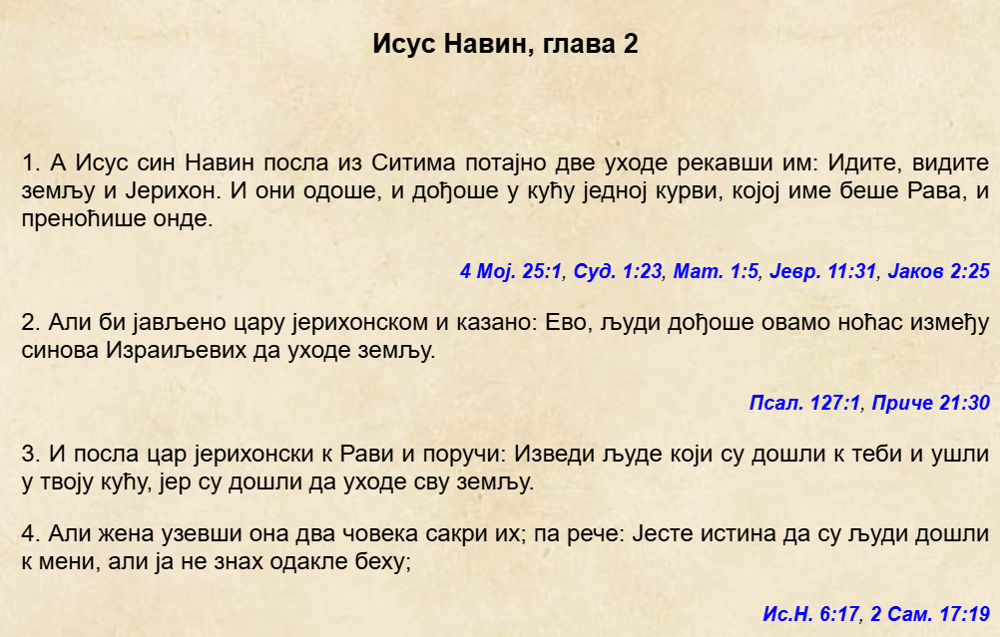 Исус Навин, глава 2
1. А Исус син Навин посла из Ситима потајно две уходе рекавши им: Идите, видите
земљу и Јерихон. И они одоше, и дођоше у кућу једној курви, којој име беше Рава, и
преноћише онде.
4 Мој. 25:1, Суд. 1:23, Мат. 1:5, Јевр. 11:31, Јаков 2:25
2. Али би јављено цару јерихонском и казано: Ево, људи дођоше овамо ноћас између
синова Израиљевих да уходе земљу.
Псал. 127:1, Приче 21:30
3. И посла цар јерихонски к Рави и поручи: Изведи људе који су дошли к теби и ушли
у твоју кућу, јер су дошли да уходе сву земљу.
4. Али жена узевши она два човека сакри их; па рече: Јесте истина да су људи дошли
к мени, али ја не знах одакле беху;
Ис.Н. 6:17, 2 Сам. 17:19